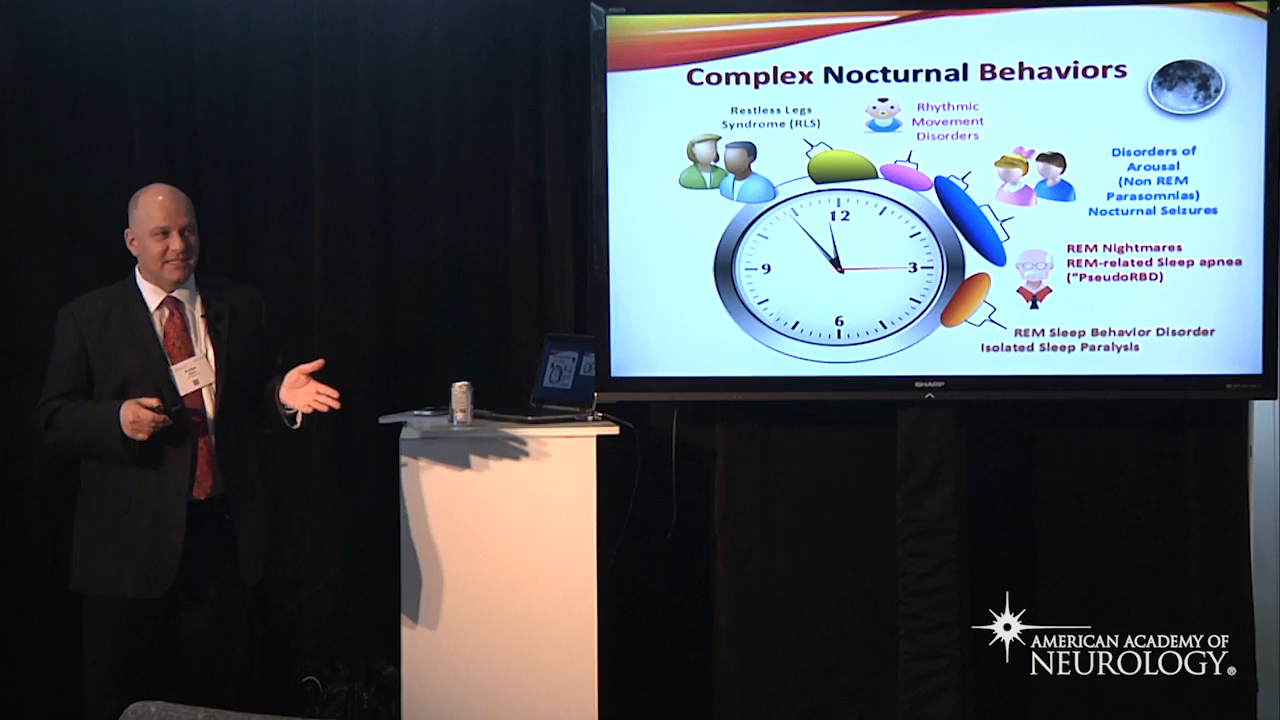 Complex Nocturnal Behaviors
Restless Legs
Syndrome (RLS)
Rhythmic
Movement
Disorders
Disorders of
Arousal
(Non REM
Parasomnias)
Nocturnal Seizures
12
9
3
6
REM Nightmares
REM-related Sleep apnea
("PseudoRBD)
REM Sleep Behavior Disorder
Isolated Sleep Paralysis
SHARP
AMERICAN ACADEMY OF
NEUROLOGY®